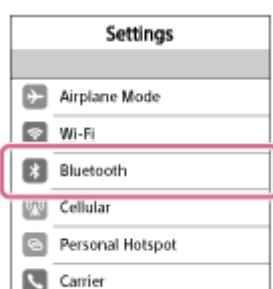 Settings
Airplane Mode
Wi-Fi
Bluetooth
Cellular
Personal Hotspot
Carrier